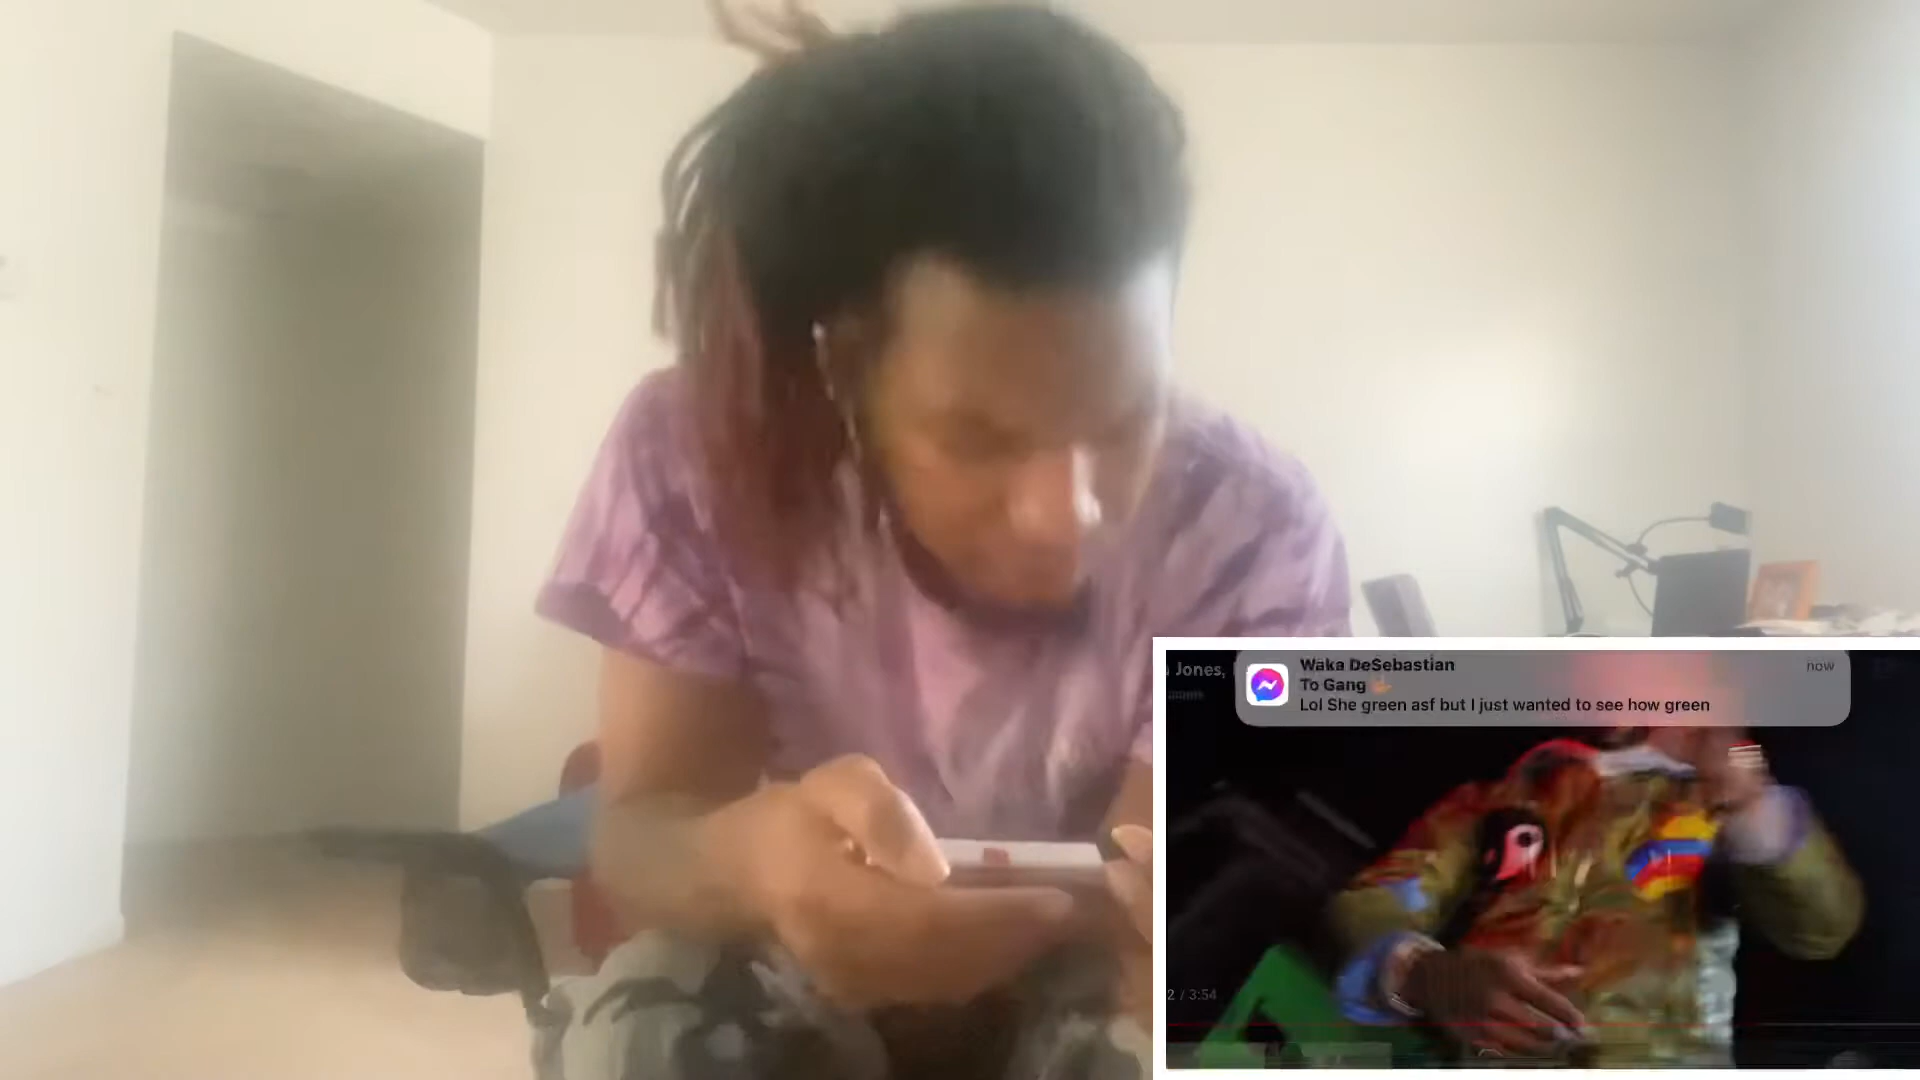 Jones,
Waka DeSebastian
now
To Gang
Lol She green asf but I just wanted to see how green
2 / 3:54